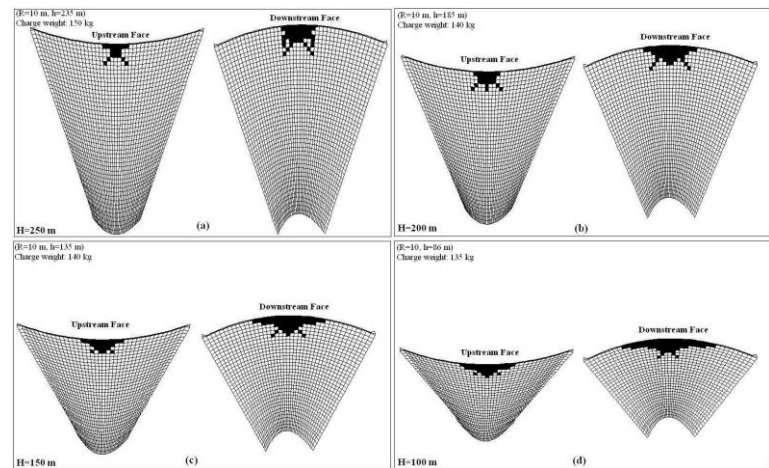 (R=10 m, h=235 m)
Charge weight: 150 kg
Upstream Face
Downstream Face
(a)
H=250 m
(R=10 m, h=185 m)
Charge weight: 140 kg
Upstream Face
Downstream Face
(b)
H=200 m
(R=10 m, h=135 m)
Charge weight: 140 kg
Upstream Face
Downstream Face
(c)
H=150 m
(R=10, h=86 m)
Charge weight: 135 kg
Upstream Face
Downstream Face
(d)
H=100 m